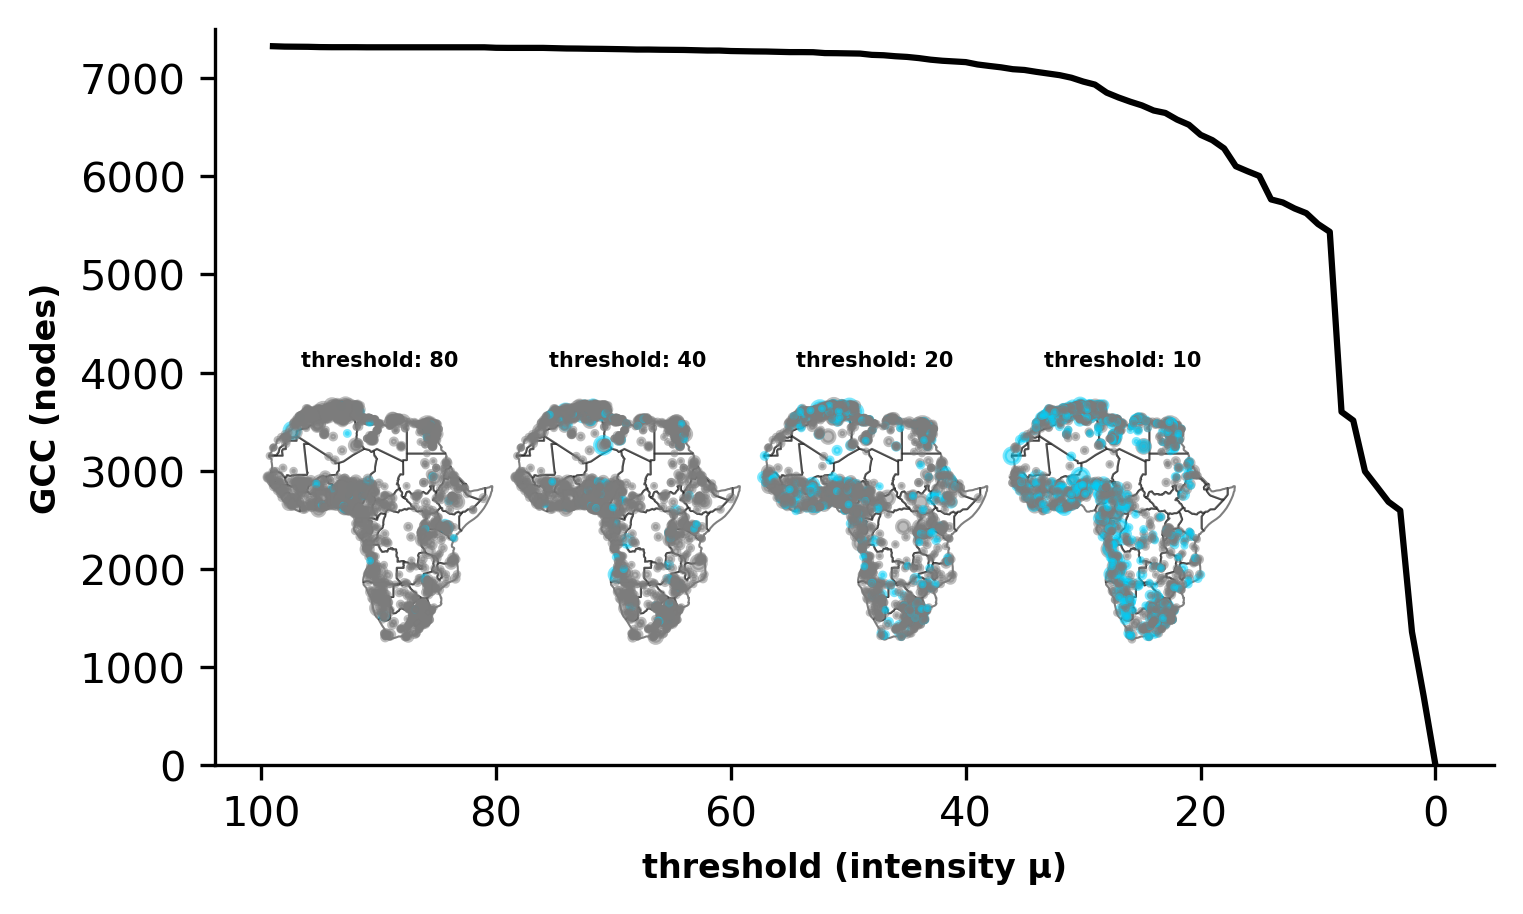 7000
6000
5000
4000
3000
2000
1000
0
GCC (nodes)
threshold: 80
threshold: 40
threshold: 20
threshold: 10
100
80
60
40
20
0
threshold (intensity μ)